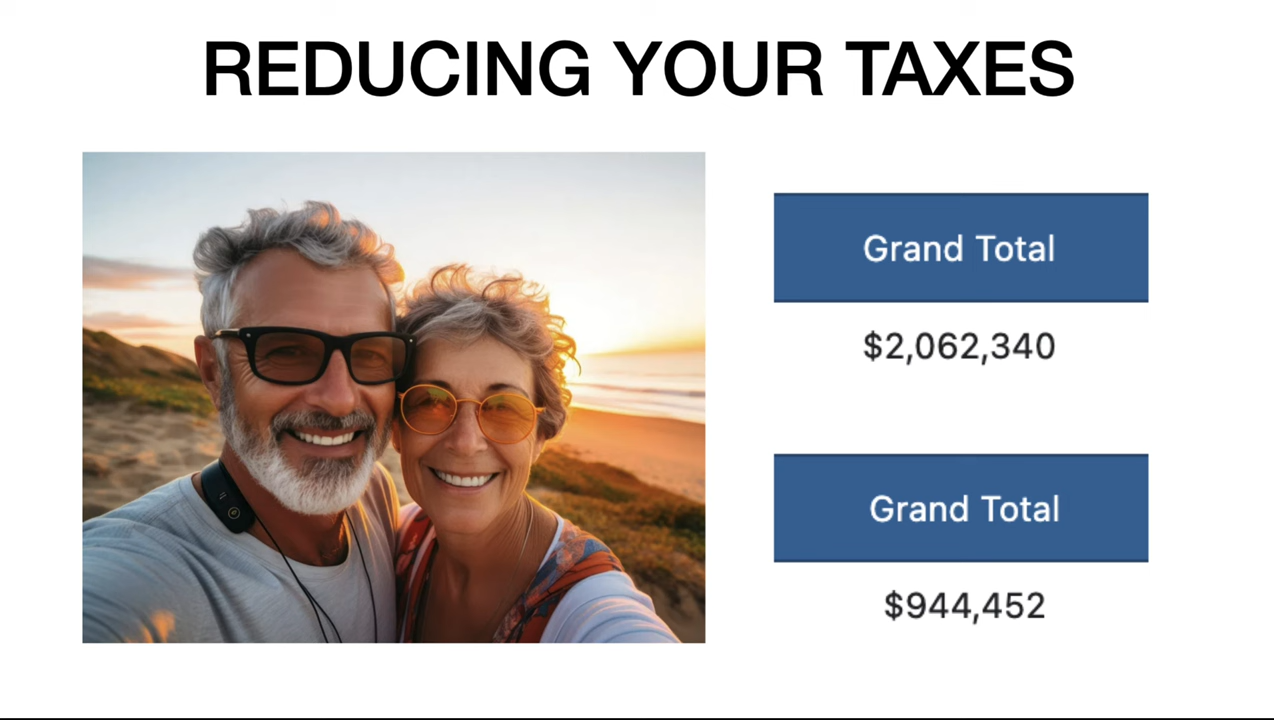 REDUCING YOUR TAXES
Grand Total
$2,062,340
Grand Total
$944,452